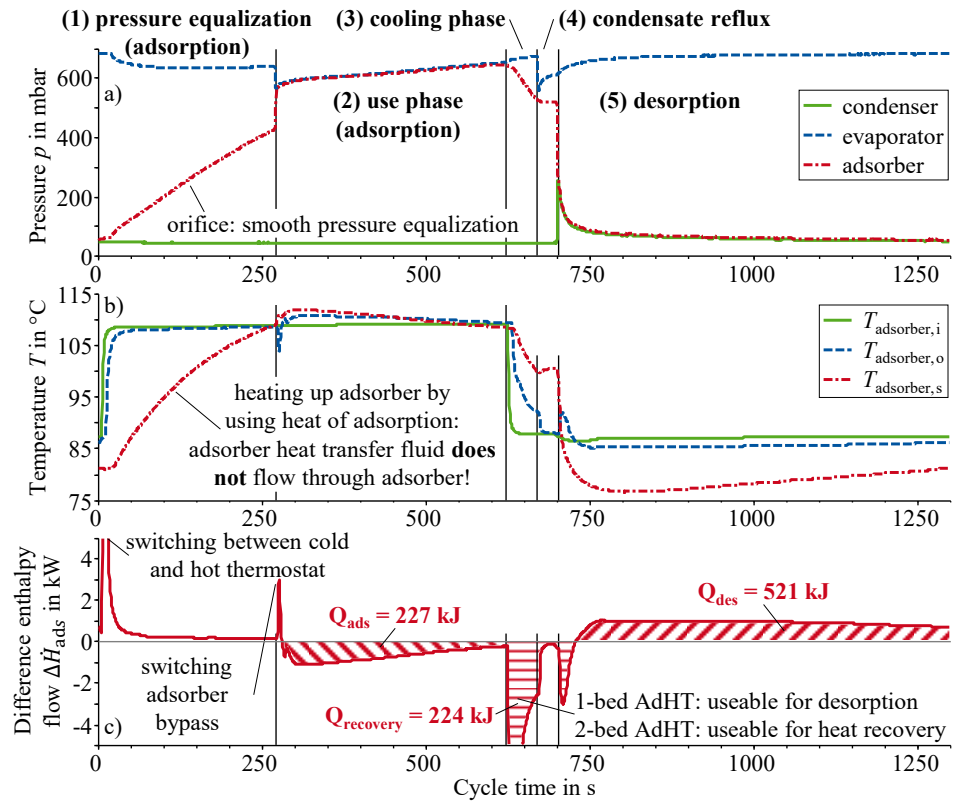 (1) pressure equalization
(adsorption)
(3) cooling phase
(4) condensate reflux
600
400
200
0
Pressure p in mbar
a)
(2) use phase
(adsorption)
(5) desorption
condenser
evaporator
adsorber
orifice: smooth pressure equalization
0 250 500 750 1000 1250
115
105
95
85
75
Temperature T in °C
b)
T adsorber,i
T adsorber,o
T adsorber,s
heating up adsorber by
using heat of adsorption:
adsorber heat transfer fluid does
not flow through adsorber!
0 250 500 750 1000 1250
4
2
0
-2
-4
Difference enthalpy
flow ΔḢads in kW
c)
switching between cold
and hot thermostat
Qads = 227 kJ
Qdes = 521 kJ
switching
adsorber
bypass
Qrecovery = 224 kJ
1-bed AdHT: useable for desorption
2-bed AdHT: useable for heat recovery
0 250 500 750 1000 1250
Cycle time in s